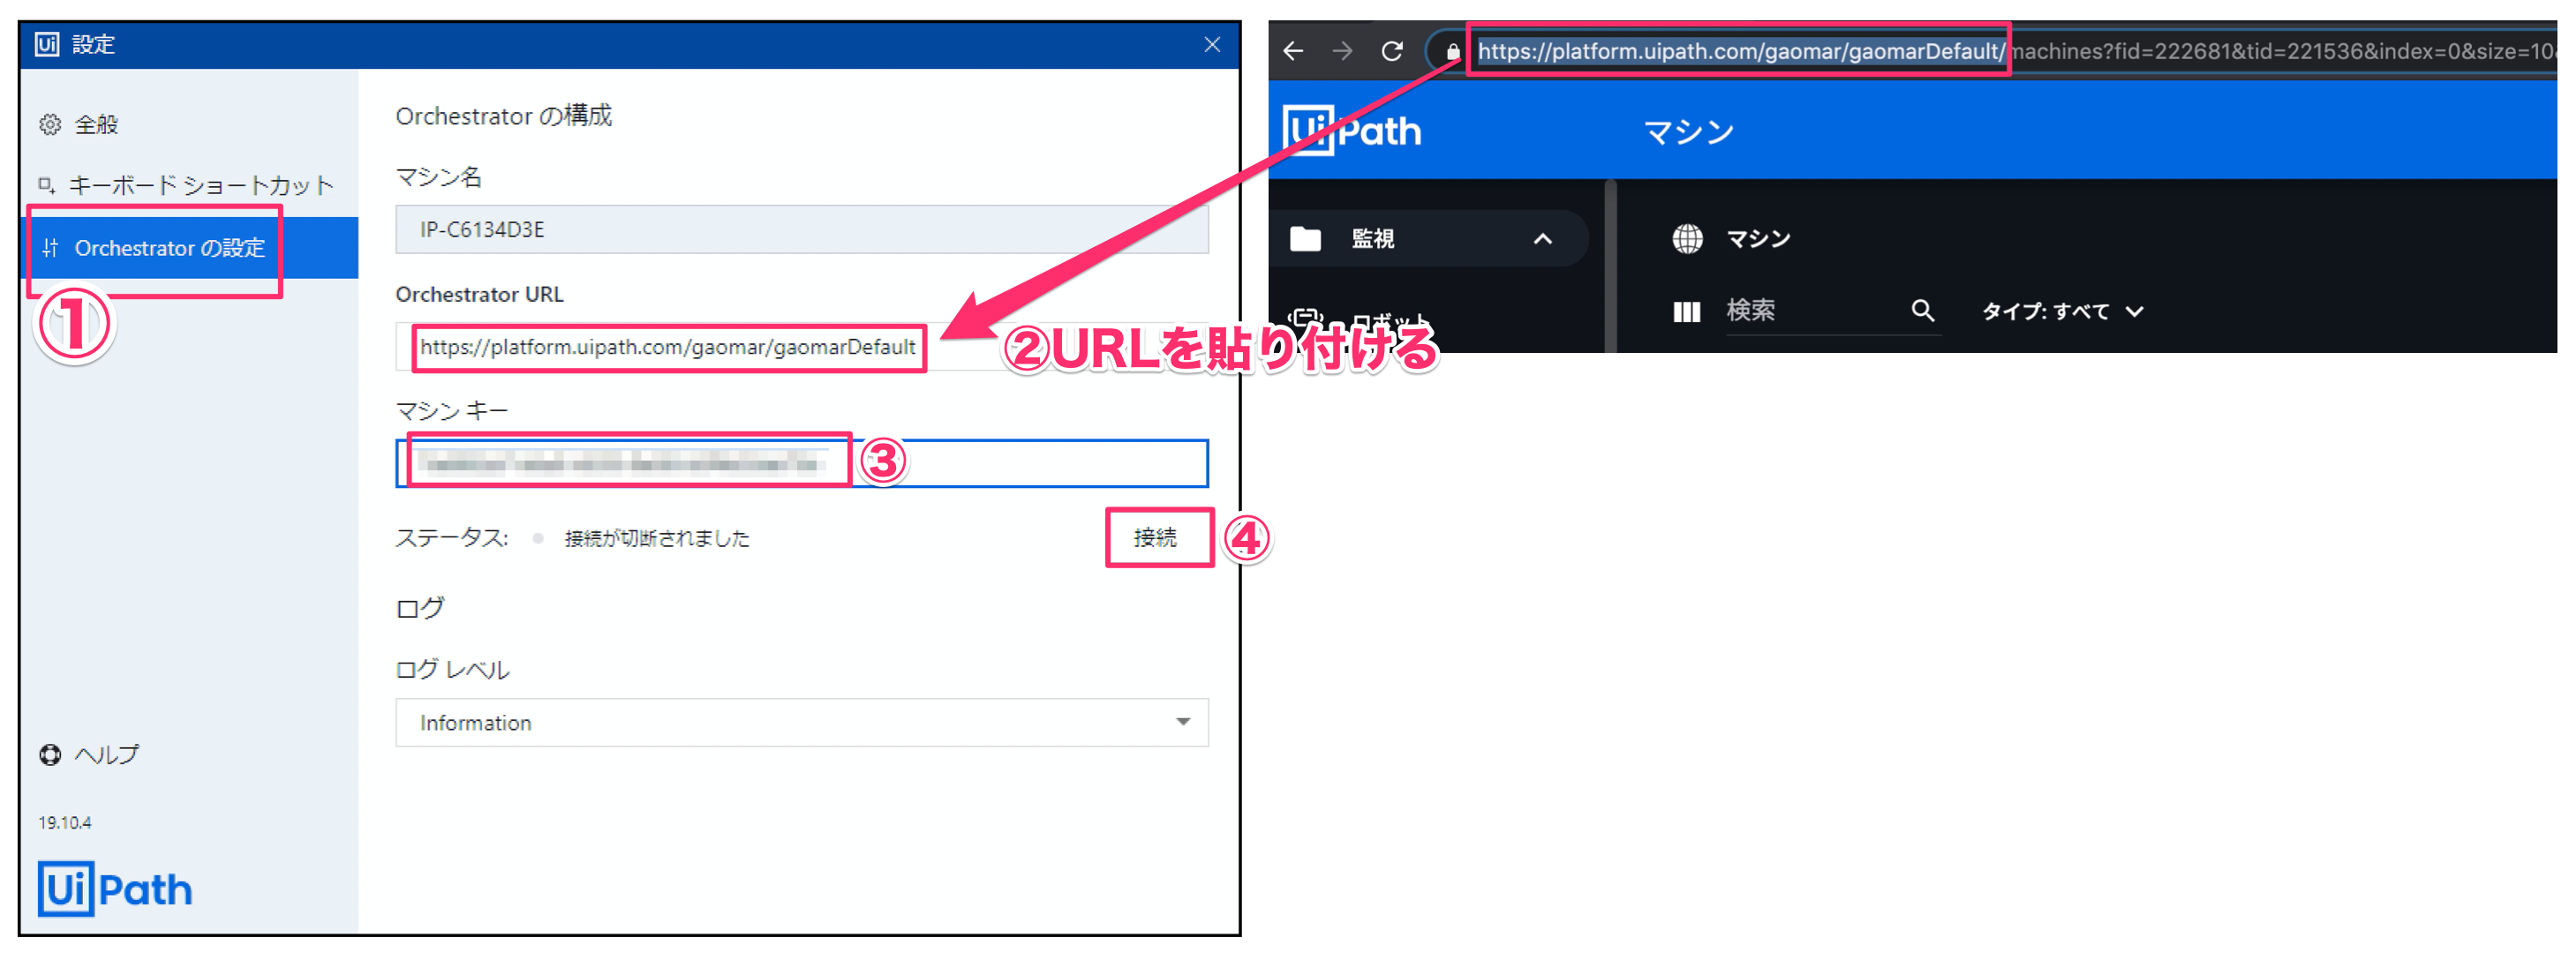 Ui 設定
全般
キーボード ショートカット
Orchestrator の設定
①
ヘルプ
19.10.4
UiPath
Orchestrator の構成
マシン名
IP-C6134D3E
Orchestrator URL
https://platform.uipath.com/gaomar/gaomarDefault
②URLを貼り付ける
マシン キー
③
ステータス: 接続が切断されました
接続
④
ログ
ログ レベル
Information
https://platform.uipath.com/gaomar/gaomarDefault/machines?fid=222681&tid=221536&index=0&size=10
UiPath
マシン
監視
マシン
ロボット
検索
タイプ: すべて